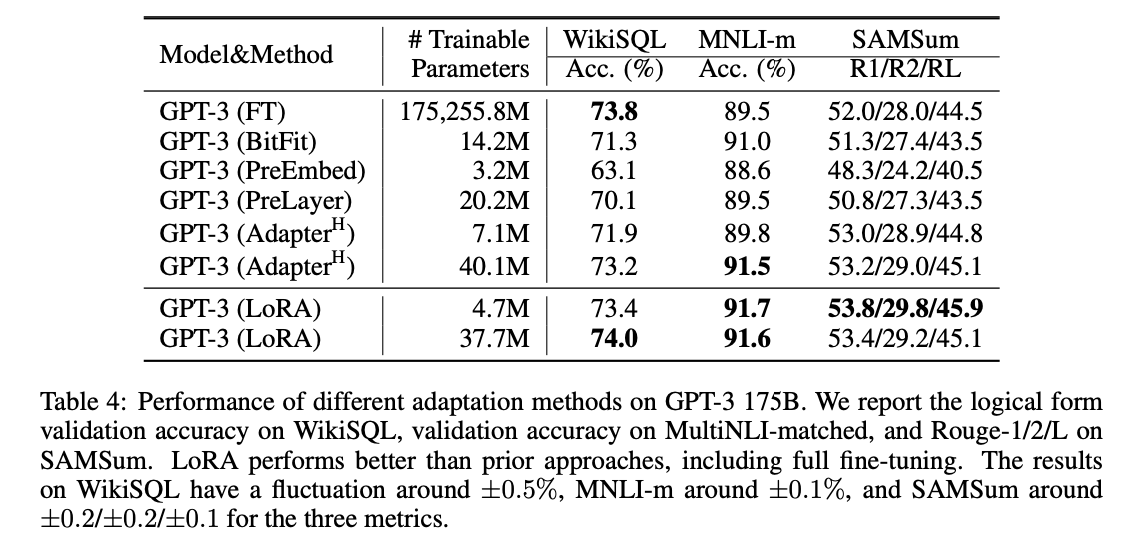 Model&Method # Trainable Parameters WikiSQL MNLI-m SAMSum
Acc. (%) Acc. (%) R1/R2/RL
GPT-3 (FT) 175,255.8M 73.8 89.5 52.0/28.0/44.5
GPT-3 (BitFit) 14.2M 71.3 91.0 51.3/27.4/43.5
GPT-3 (PreEmbed) 3.2M 63.1 88.6 48.3/24.2/40.5
GPT-3 (PreLayer) 20.2M 70.1 89.5 50.8/27.3/43.5
GPT-3 (Adapter^H) 7.1M 71.9 89.8 53.0/28.9/44.8
GPT-3 (Adapter^H) 40.1M 73.2 91.5 53.2/29.0/45.1
GPT-3 (LoRA) 4.7M 73.4 91.7 53.8/29.8/45.9
GPT-3 (LoRA) 37.7M 74.0 91.6 53.4/29.2/45.1
Table 4: Performance of different adaptation methods on GPT-3 175B. We report the logical form
validation accuracy on WikiSQL, validation accuracy on MultiNLI-matched, and Rouge-1/2/L on
SAMSum. LoRA performs better than prior approaches, including full fine-tuning. The results
on WikiSQL have a fluctuation around ±0.5%, MNLI-m around ±0.1%, and SAMSum around
±0.2/±0.2/±0.1 for the three metrics.